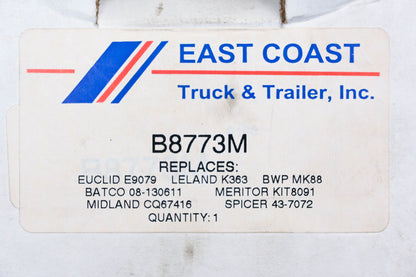 EAST COAST
Truck & Trailer, Inc.
B8773M
REPLACES:
EUCLID E9079 LELAND K363 BWP MK88
BATCO 08-130611 MERITOR KIT8091
MIDLAND CQ67416 SPICER 43-7072
QUANTITY: 1